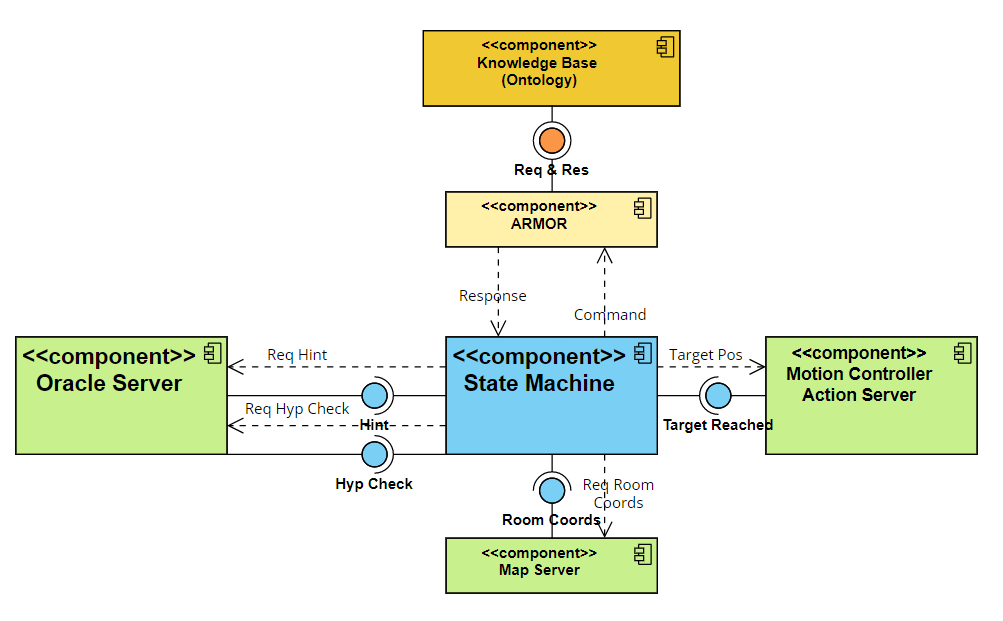 <<component>>
Knowledge Base
(Ontology)
Req & Res
<<component>>
ARMOR
Response
Command
<<component>>
Oracle Server
Req Hint
Req Hyp Check
Hint
Hyp Check
<<component>>
State Machine
Target Pos
Target Reached
<<component>>
Motion Controller
Action Server
Req Room
Coords
Room Coords
<<component>>
Map Server